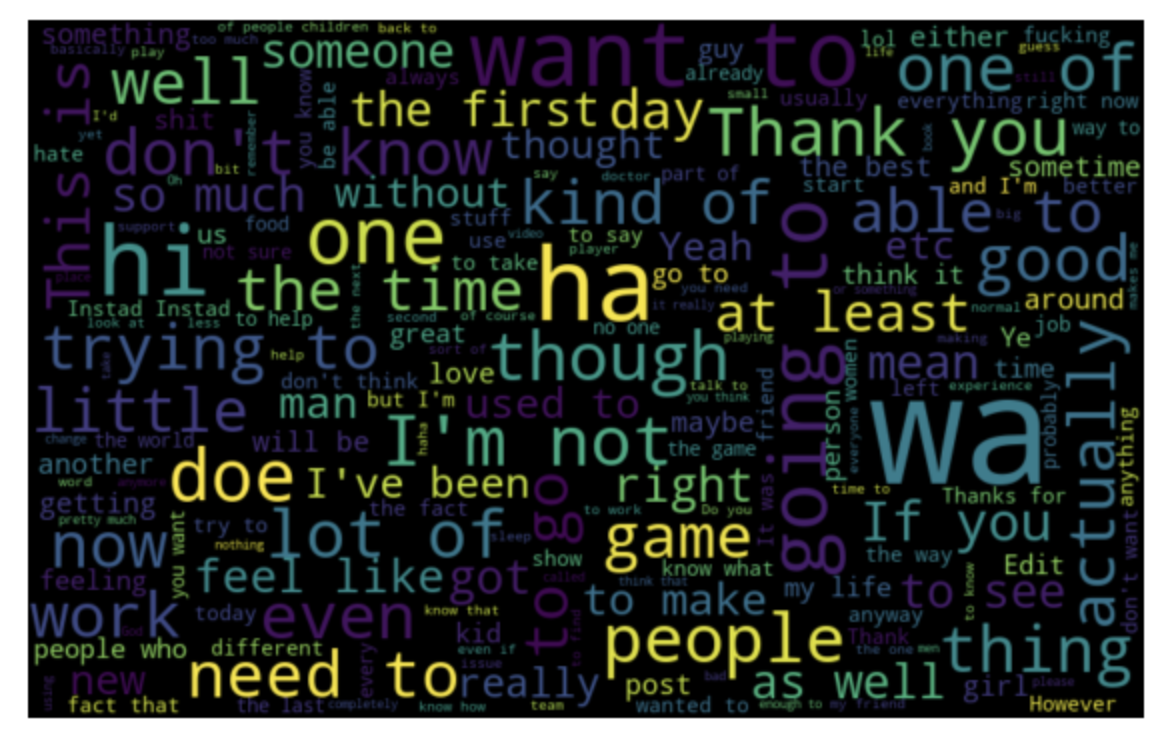 something
too much
of people children
back to
basically
play
someone
want to
guy
already
lol
life
either
fucking
guess
one of
still
well
always
This is
I'd
shit
yet
hate
remember
you know
be able
the first
day
small
usually
everything
right now
Thank you
book
way to
don't
know
bit
thought
the best
sometime
Oh
so much
without
say
doctor
part of
start
and I'm
better
kind of
able to
big
support
us
food
stuff
use
video
to say
player
Yeah
etc
going to
hi
not sure
one
to take
ha
go to
you need
think it
good
actually
makes me
place
the time
the next
it really
or something
at least
normal
around
Instad Instad
look at
less
to help
second
of course
great
no one
playing
making
Ye
job
trying to
take
help
sort of
though
mean
time
don't think
love
talk to
you think
left
experience
little
man
but I'm
used to
It was
friend
person
everyone
Women
wa
probably
change
the world
will be
I'm not
haha
maybe
the game
anything
another
word
anymore
doe
I've been
right
time to
Thanks for
getting
the fact
to go
to work
Do you
If you
pretty much
try to
nothing
lot of
sleep
game
the way
now
you want
show
know what
Edit
don't want
feeling
feel like
got
called
think that
my life
to know
to see
work
God
today
even
know that
to make
anyway
kid
even if
to find
people
Thank
the one
men
thing
people who
different
every
issue
new
need to
really
post
bad
as well
girl
please
using
fact that
the last
completely
know how
team
wanted to
enough to
my friend
However